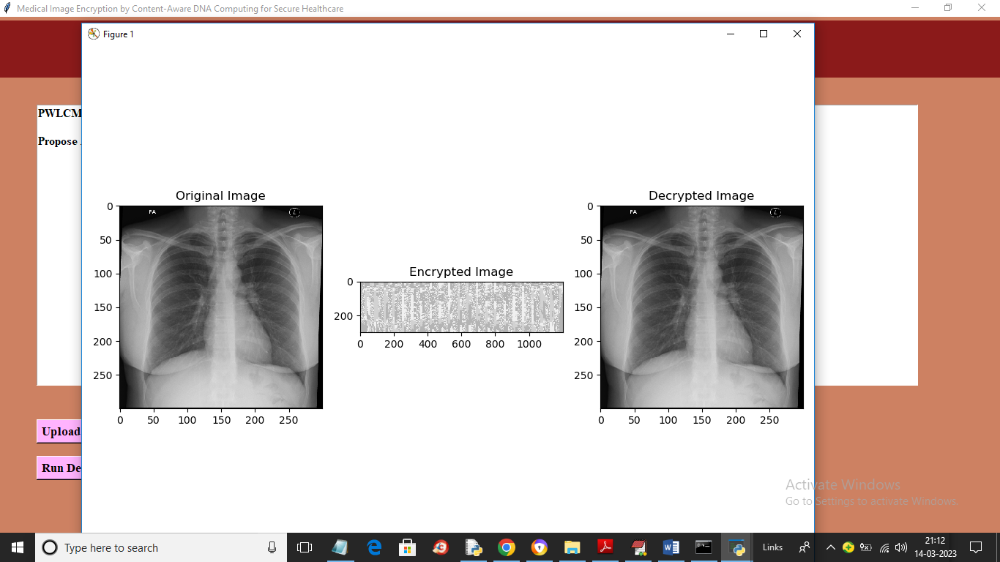 Medical Image Encryption by Content-Aware DNA Computing for Secure Healthcare
Figure 1
PWLCM
Propose
Original Image
Decrypted Image
0
50
100
150
200
250
0 50 100 150 200 250
FA
L
Encrypted Image
0
200
0 200 400 600 800 1000
0
50
100
150
200
250
0 50 100 150 200 250
FA
L
Upload
Run De
Activate Windows
Go to Settings to activate Windows.
Type here to search
Links
21:12
14-03-2023